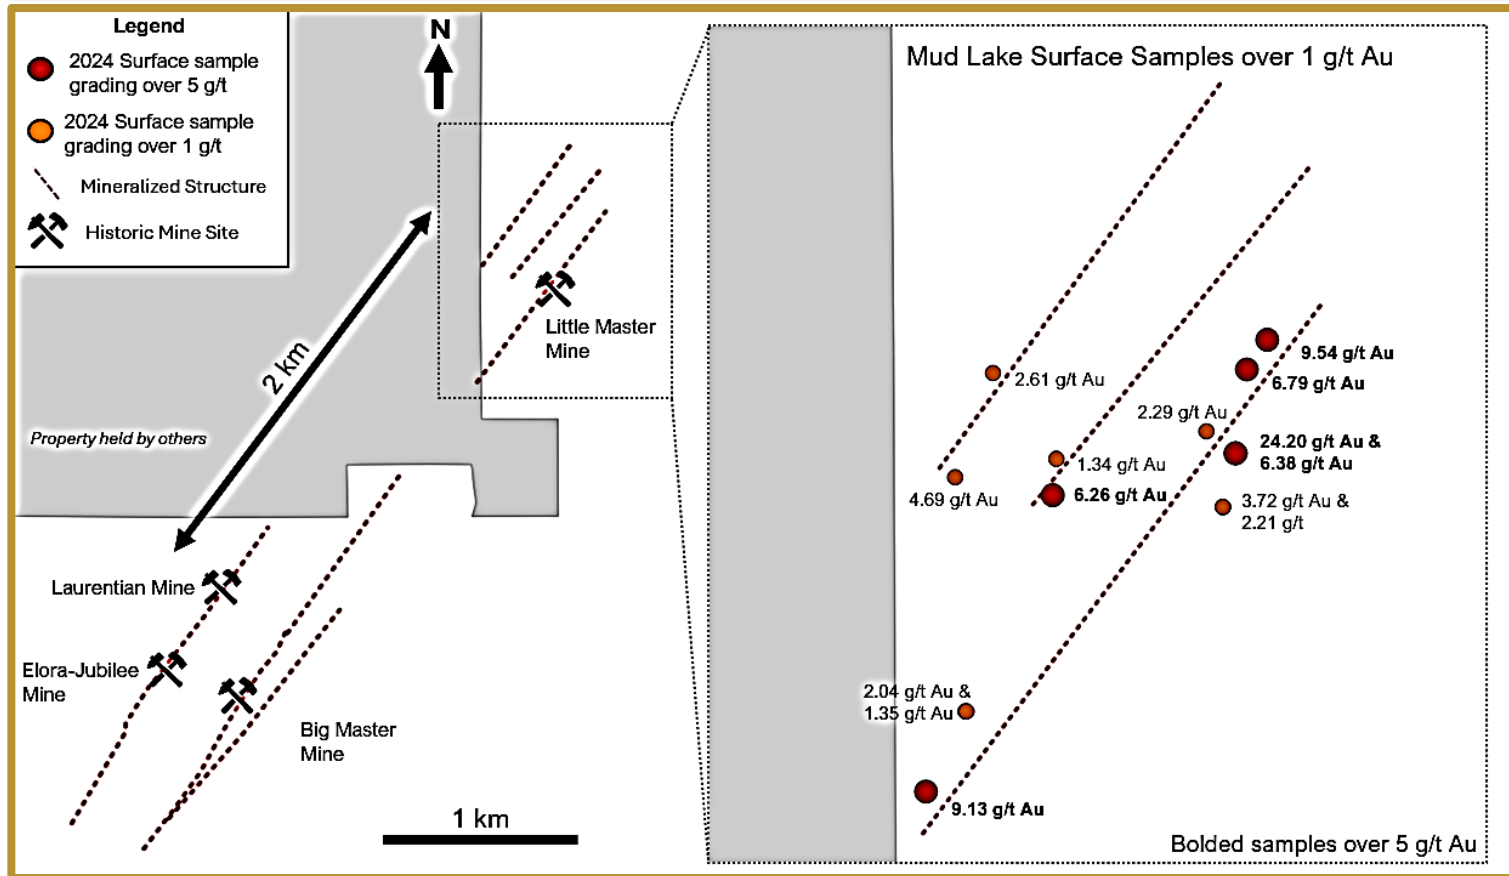 Legend
2024 Surface sample
grading over 5 g/t
2024 Surface sample
grading over 1 g/t
Mineralized Structure
Historic Mine Site
N
2 km
Property held by others
Little Master
Mine
Laurentian Mine
Elora-Jubilee
Mine
Big Master
Mine
1 km
Mud Lake Surface Samples over 1 g/t Au
9.54 g/t Au
6.79 g/t Au
2.61 g/t Au
2.29 g/t Au
24.20 g/t Au &
6.38 g/t Au
1.34 g/t Au
4.69 g/t Au
6.26 g/t Au
3.72 g/t Au &
2.21 g/t
2.04 g/t Au &
1.35 g/t Au
9.13 g/t Au
Bolded samples over 5 g/t Au